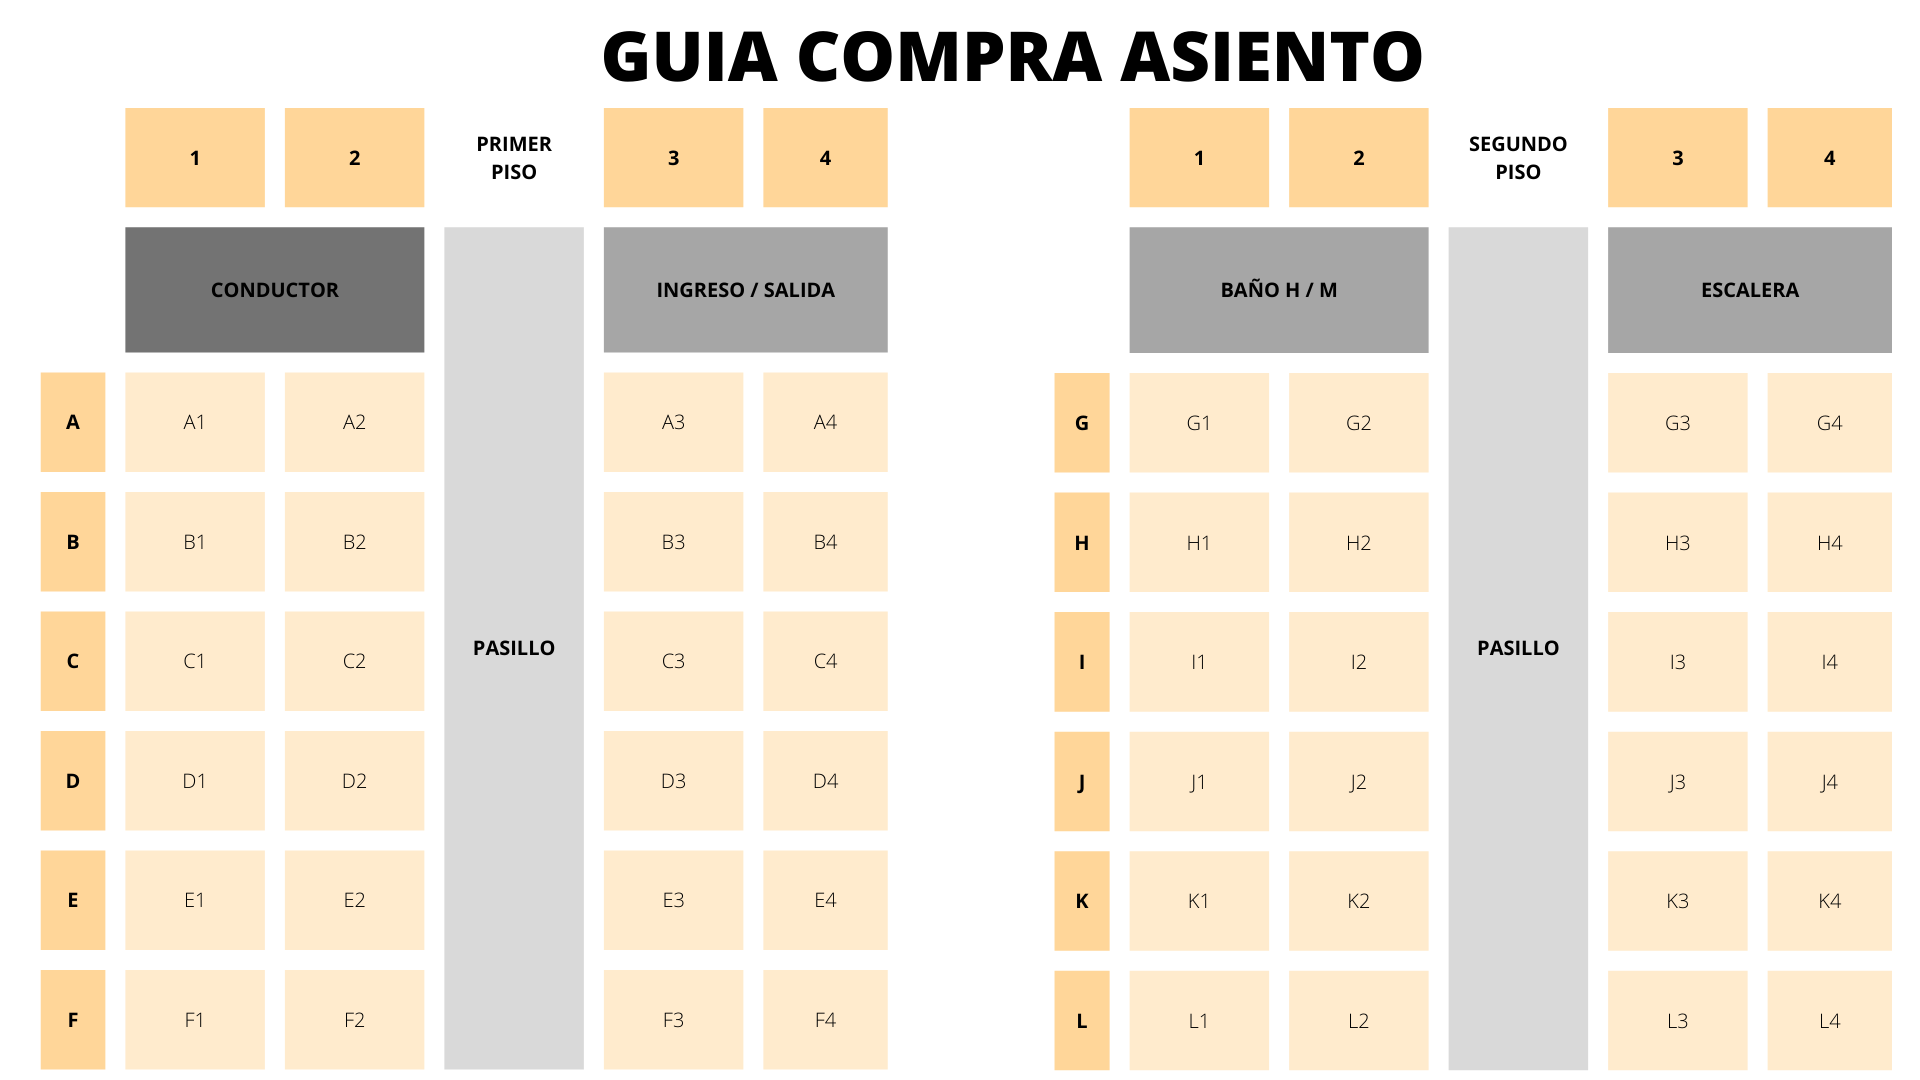 GUIA COMPRA ASIENTO
1 2 PRIMER PISO 3 4
CONDUCTOR INGRESO / SALIDA
A A1 A2 A3 A4
B B1 B2 B3 B4
C C1 C2 PASILLO C3 C4
D D1 D2 D3 D4
E E1 E2 E3 E4
F F1 F2 F3 F4
1 2 SEGUNDO PISO 3 4
BAÑO H / M ESCALERA
G G1 G2 G3 G4
H H1 H2 H3 H4
I I1 I2 PASILLO I3 I4
J J1 J2 J3 J4
K K1 K2 K3 K4
L L1 L2 L3 L4